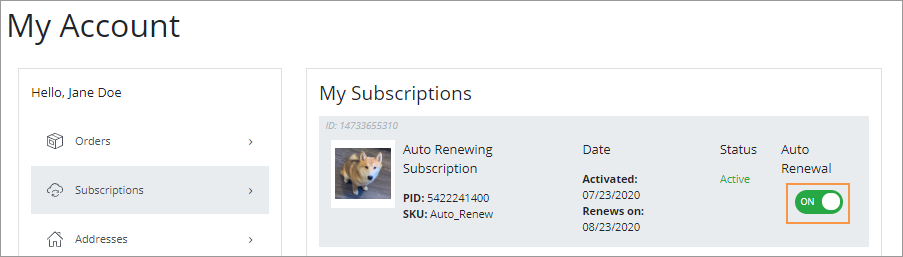 My Account
Hello, Jane Doe
Orders
Subscriptions
Addresses
My Subscriptions
ID: 14733655310
Auto Renewing
Subscription
PID: 5422241400
SKU: Auto_Renew
Date
Activated:
07/23/2020
Renews on:
08/23/2020
Status
Active
Auto
Renewal
ON